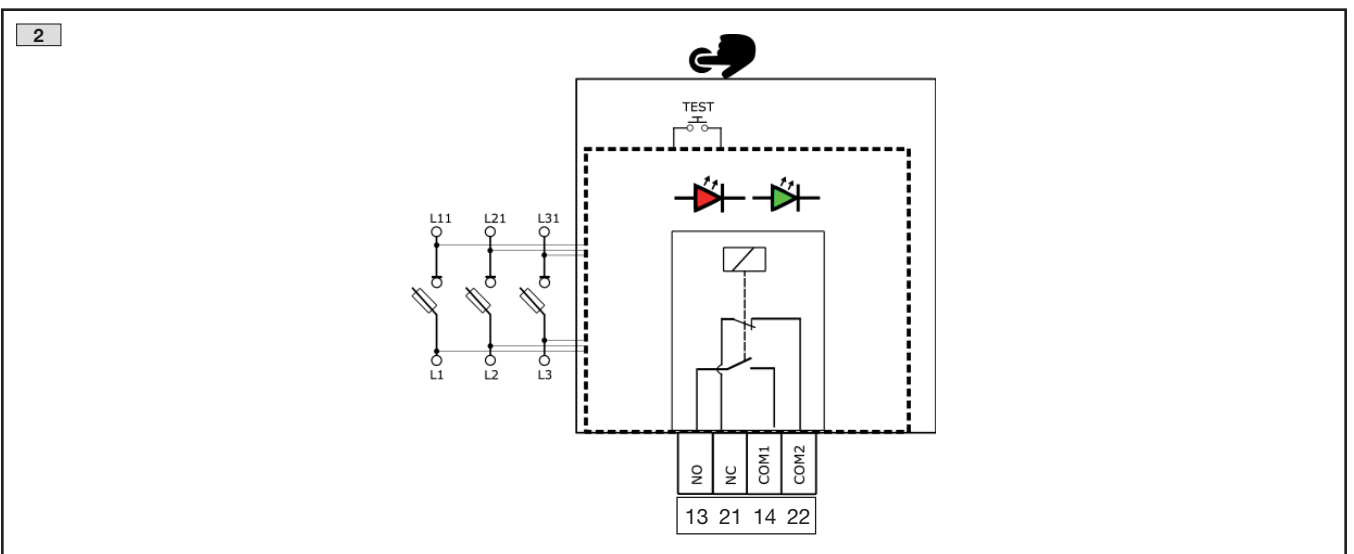 2
TEST
L11 L21 L31
L1 L2 L3
NO NC COM1 COM2
13 21 14 22